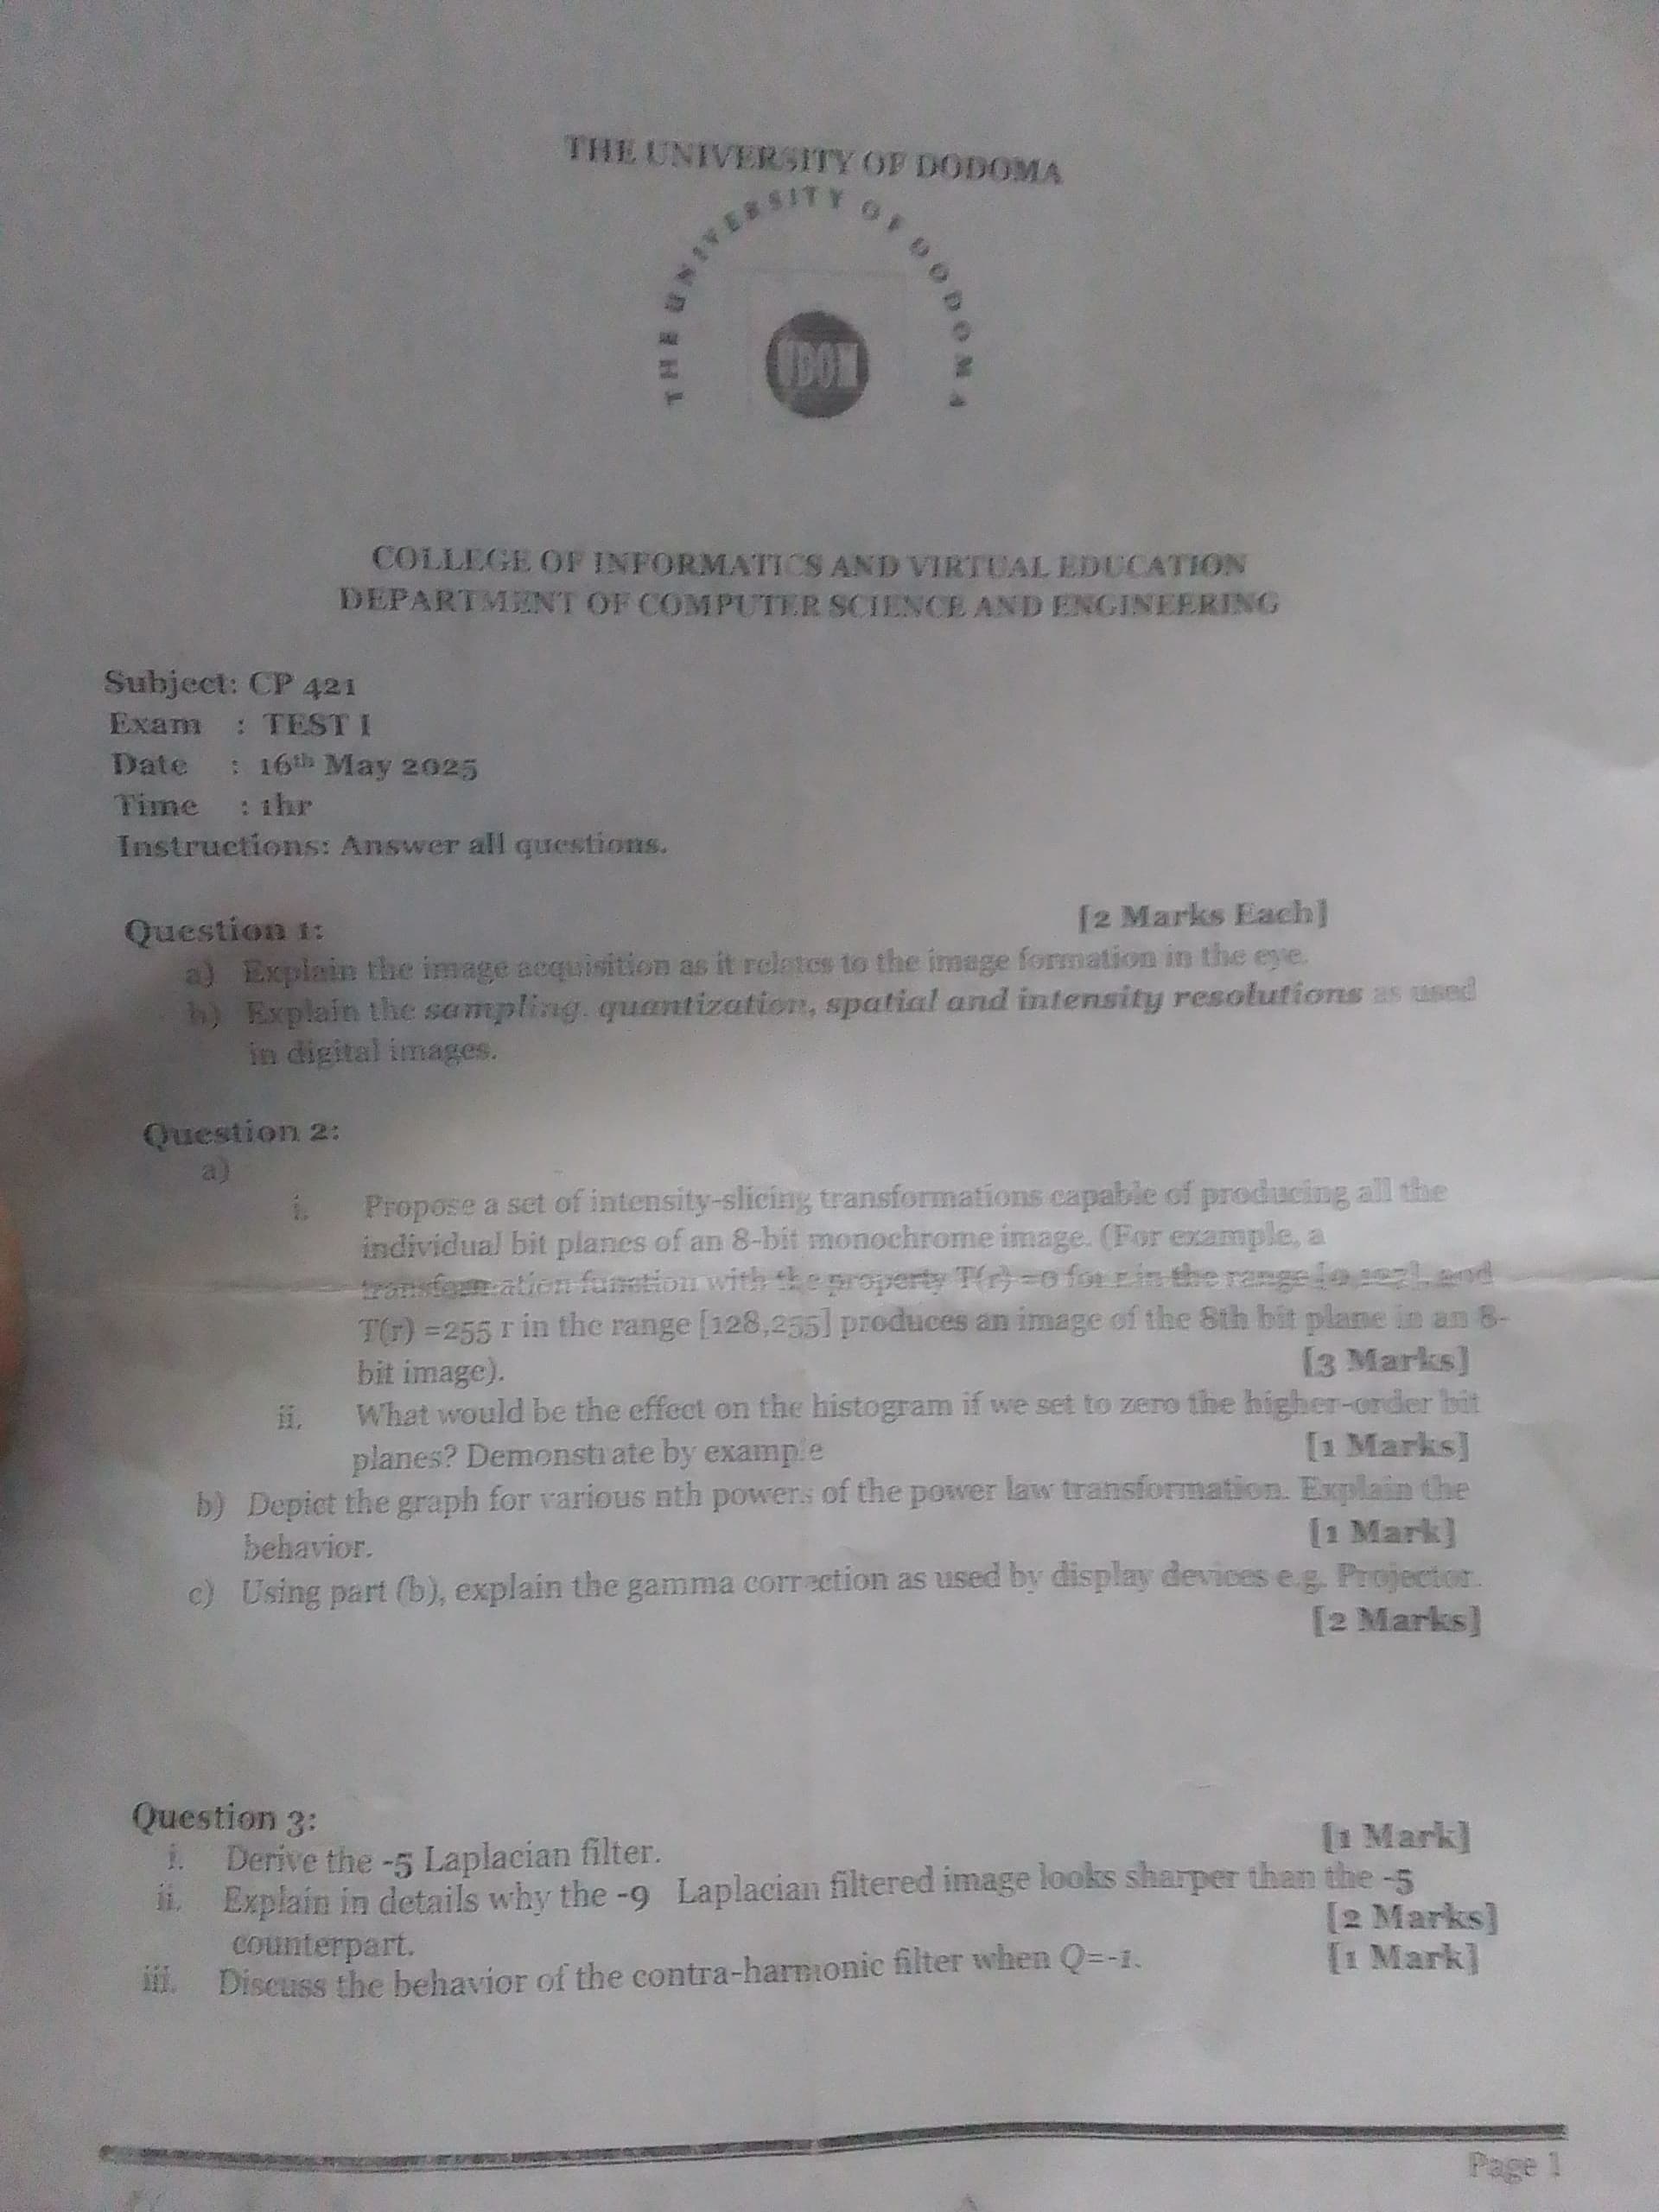 THE UNIVERSITY OF DODOMA
THE UNIVERSITY OF DODOMA
UDOM
COLLEGE OF INFORMATICS AND VIRTUAL EDUCATION
DEPARTMENT OF COMPUTER SCIENCE AND ENGINEERING
Subject: CP 421
Exam : TEST I
Date : 16th May 2025
Time : 1hr
Instructions: Answer all questions.
Question 1: [2 Marks Each]
a) Explain the image acquisition as it relates to the image formation in the eye.
b) Explain the sampling, quantization, spatial and intensity resolutions as used
in digital images.
Question 2:
a)
i. Propose a set of intensity-slicing transformations capable of producing all the
individual bit planes of an 8-bit monochrome image. (For example, a
transformation function with the property T(r) =0 for r in the range [0,127], and
T(r) =255 r in the range [128,255] produces an image of the 8th bit plane in an 8-
bit image). [3 Marks]
ii. What would be the effect on the histogram if we set to zero the higher-order bit
planes? Demonstrate by example [1 Marks]
b) Depict the graph for various nth powers of the power law transformation. Explain the
behavior. [1 Mark]
c) Using part (b), explain the gamma correction as used by display devices e.g. Projector.
[2 Marks]
Question 3:
i. Derive the -5 Laplacian filter. [1 Mark]
ii. Explain in details why the -9 Laplacian filtered image looks sharper than the -5
counterpart. [2 Marks]
iii. Discuss the behavior of the contra-harmonic filter when Q=-1. [1 Mark]
Page 1